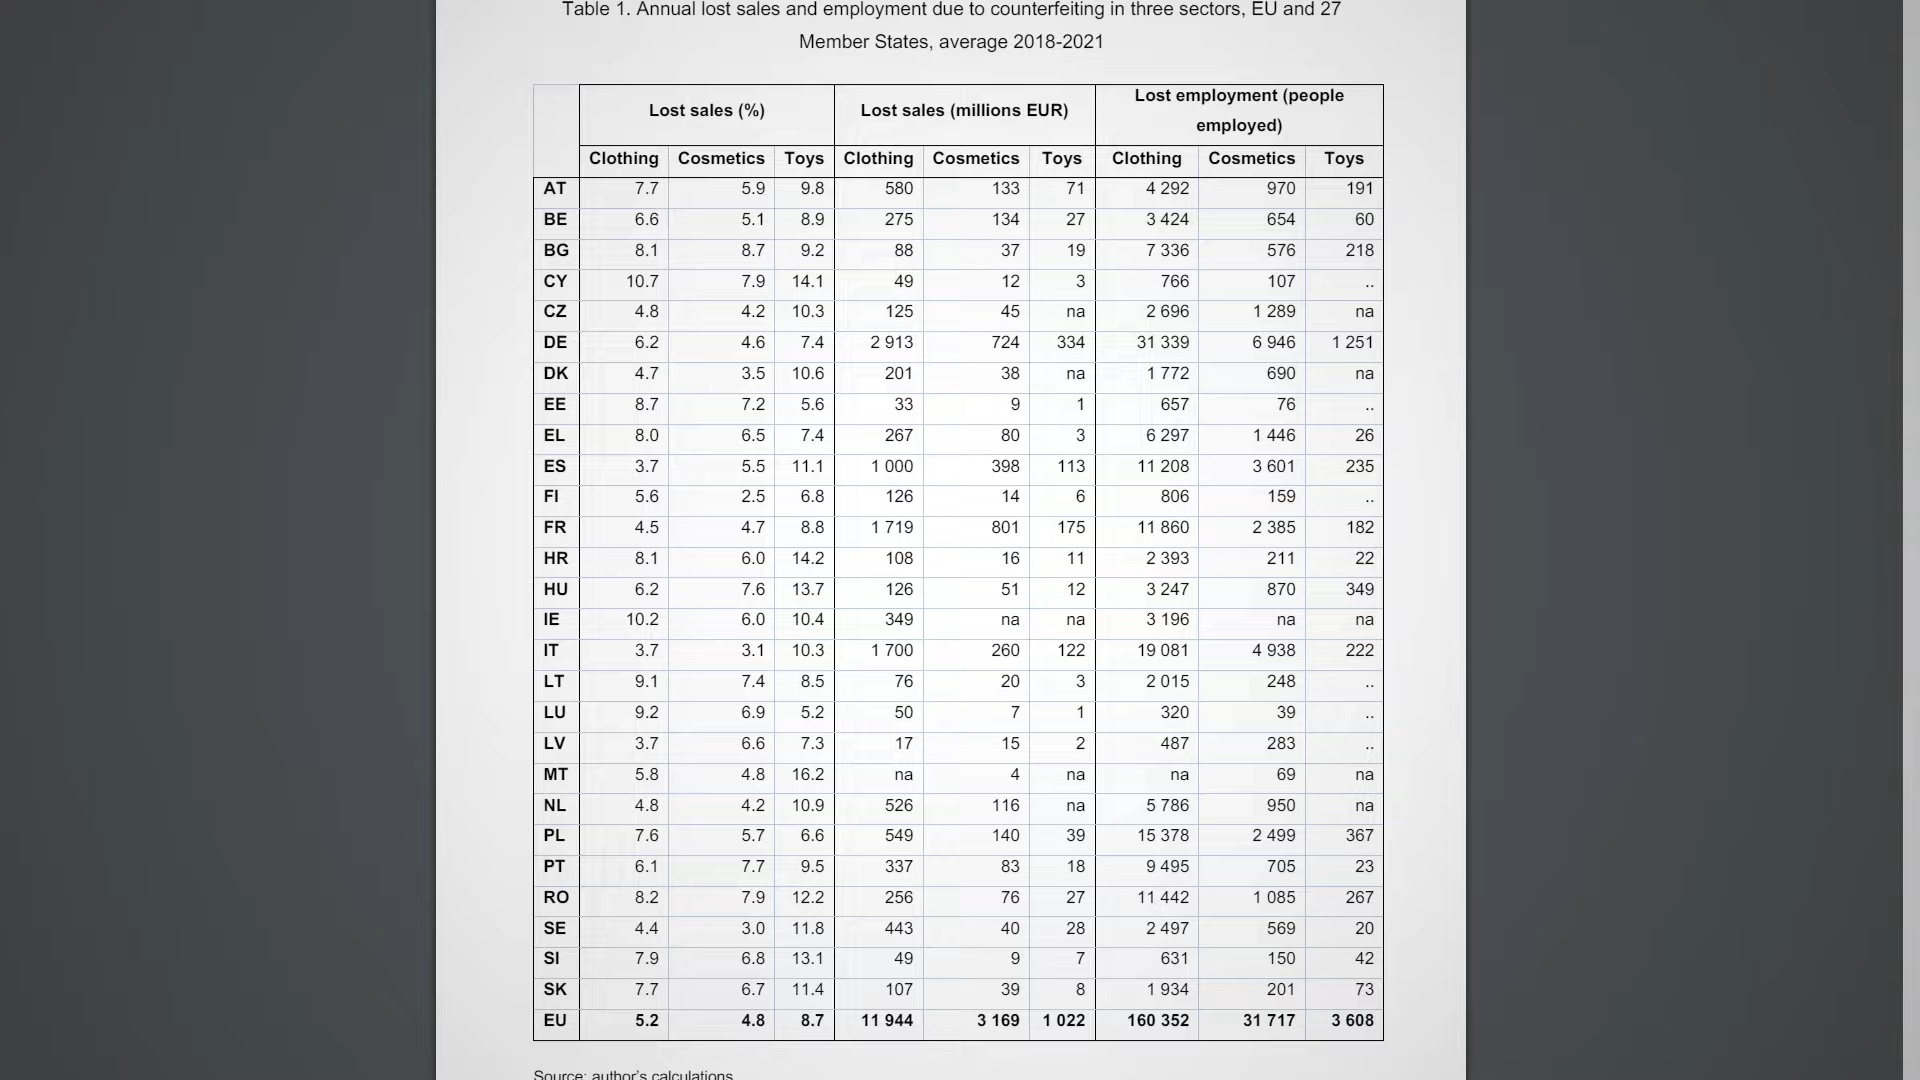 Table 1. Annual lost sales and employment due to counterfeiting in three sectors, EU and 27
Member States, average 2018-2021
Lost sales (%) Lost sales (millions EUR) Lost employment (people employed)
Clothing Cosmetics Toys Clothing Cosmetics Toys Clothing Cosmetics Toys
AT 7.7 5.9 9.8 580 133 71 4 292 970 191
BE 6.6 5.1 8.9 275 134 27 3 424 654 60
BG 8.1 8.7 9.2 88 37 19 7 336 576 218
CY 10.7 7.9 14.1 49 12 3 766 107 ..
CZ 4.8 4.2 10.3 125 45 na 2 696 1 289 na
DE 6.2 4.6 7.4 2 913 724 334 31 339 6 946 1 251
DK 4.7 3.5 10.6 201 38 na 1 772 690 na
EE 8.7 7.2 5.6 33 9 1 657 76 ..
EL 8.0 6.5 7.4 267 80 3 6 297 1 446 26
ES 3.7 5.5 11.1 1 000 398 113 11 208 3 601 235
FI 5.6 2.5 6.8 126 14 6 806 159 ..
FR 4.5 4.7 8.8 1 719 801 175 11 860 2 385 182
HR 8.1 6.0 14.2 108 16 11 2 393 211 22
HU 6.2 7.6 13.7 126 51 12 3 247 870 349
IE 10.2 6.0 10.4 349 na na 3 196 na na
IT 3.7 3.1 10.3 1 700 260 122 19 081 4 938 222
LT 9.1 7.4 8.5 76 20 3 2 015 248 ..
LU 9.2 6.9 5.2 50 7 1 320 39 ..
LV 3.7 6.6 7.3 17 15 2 487 283 ..
MT 5.8 4.8 16.2 na 4 na na 69 na
NL 4.8 4.2 10.9 526 116 na 5 786 950 na
PL 7.6 5.7 6.6 549 140 39 15 378 2 499 367
PT 6.1 7.7 9.5 337 83 18 9 495 705 23
RO 8.2 7.9 12.2 256 76 27 11 442 1 085 267
SE 4.4 3.0 11.8 443 40 28 2 497 569 20
SI 7.9 6.8 13.1 49 9 7 631 150 42
SK 7.7 6.7 11.4 107 39 8 1 934 201 73
EU 5.2 4.8 8.7 11 944 3 169 1 022 160 352 31 717 3 608
Source: author's calculations